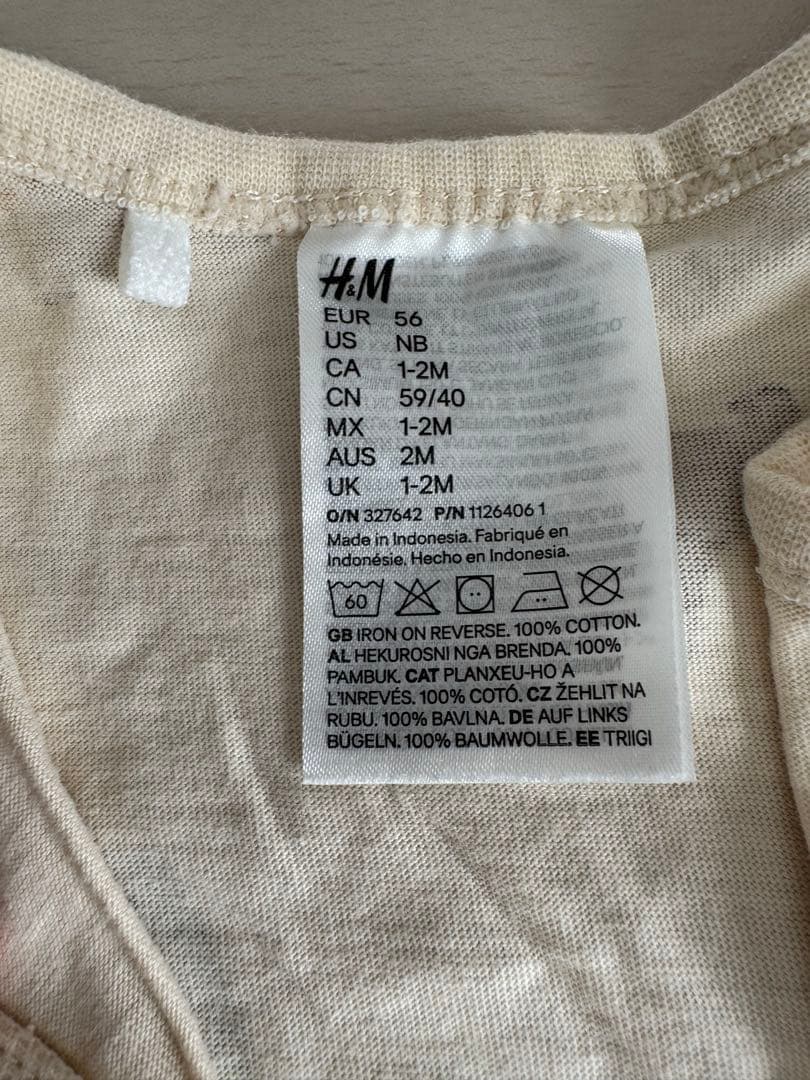 H&M
EUR 56
US NB
CA 1-2M
CN 59/40
MX 1-2M
AUS 2M
UK 1-2M
O/N 327642 P/N 1126406 1
Made in Indonesia. Fabriqué en
Indonésie. Hecho en Indonesia.
60
GB IRON ON REVERSE. 100% COTTON.
AL HEKUROSNI NGA BRENDA. 100%
PAMBUK. CAT PLANXEU-HO A
L'INREVÉS. 100% COTÓ. CZ ŽEHLIT NA
RUBU. 100% BAVLNA. DE AUF LINKS
BÜGELN. 100% BAUMWOLLE. EE TRIIGI